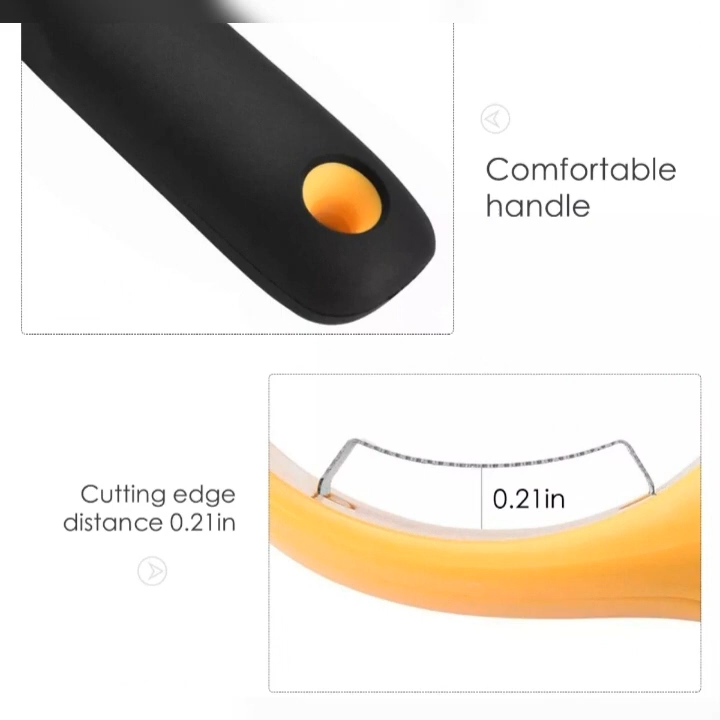 Comfortable
handle
0.21in
Cutting edge
distance 0.21in